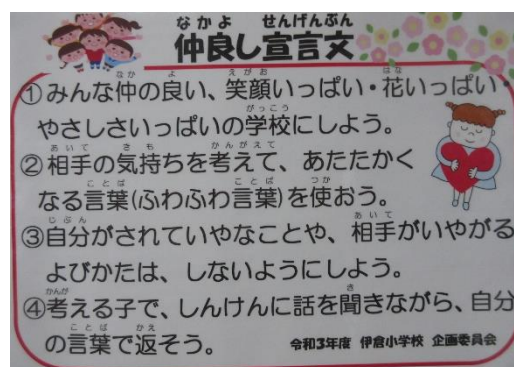 仲良し宣言文
①みんな仲の良い、笑顔いっぱい・花いっぱい・
やさしさいっぱいの学校にしよう。
②相手の気持ちを考えて、あたたかく
なる言葉(ふわふわ言葉)を使おう。
③自分がされていやなことや、相手がいやがる
よびかたは、しないようにしよう。
④考える子で、しんけんに話を聞きながら、自分
の言葉で返そう。
令和3年度 伊倉小学校 企画委員会